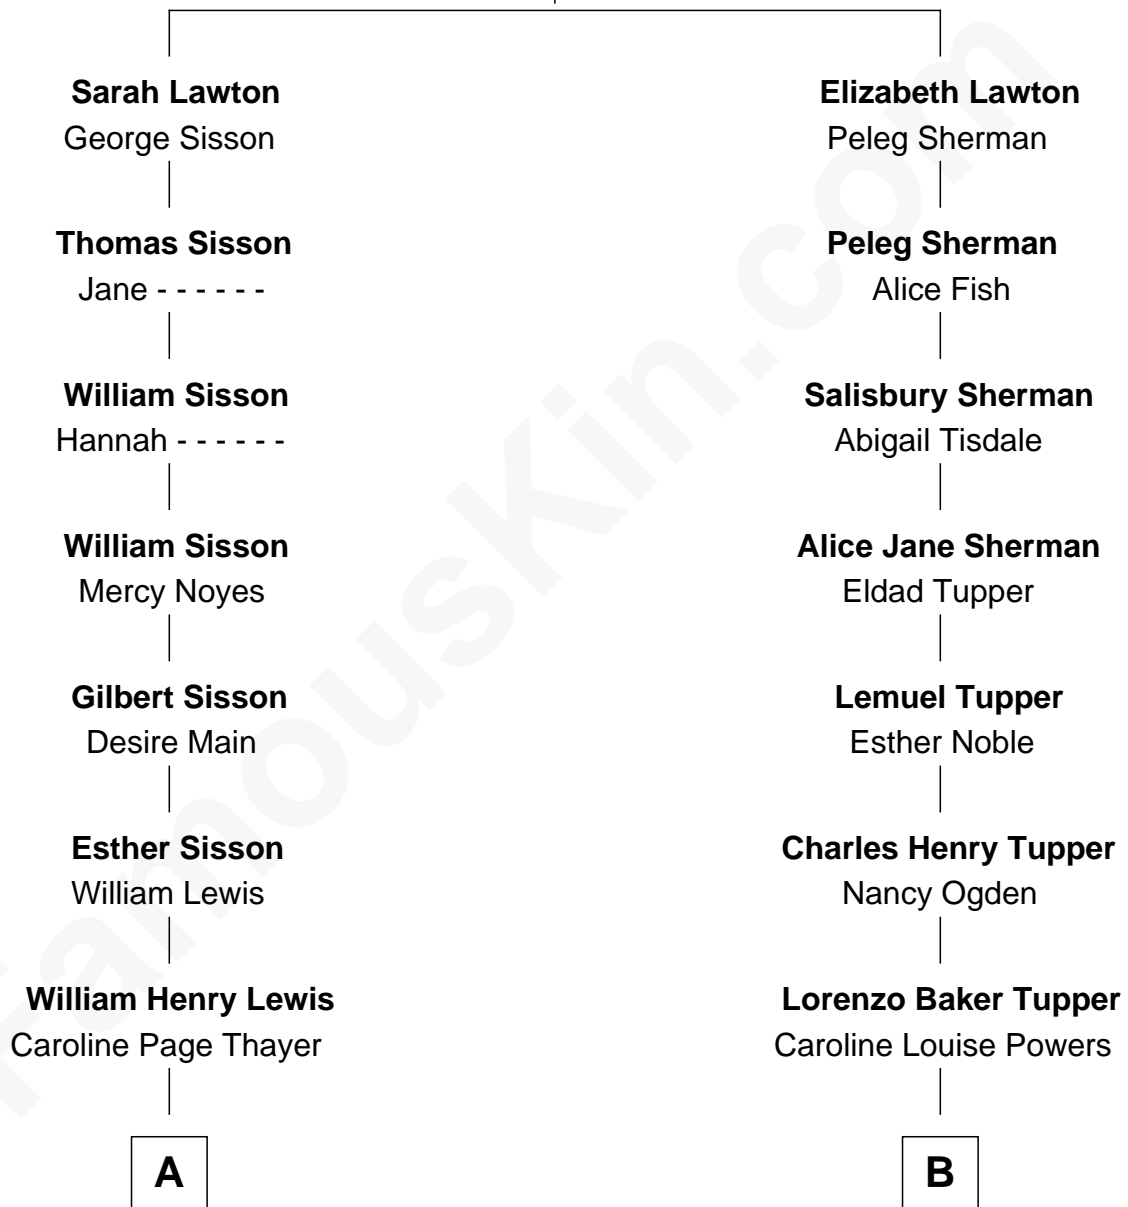 Sarah Lawton
George Sisson
Thomas Sisson
Jane - - - - - -
William Sisson
Hannah - - - - - -
William Sisson
Mercy Noyes
Gilbert Sisson
Desire Main
Esther Sisson
William Lewis
William Henry Lewis
Caroline Page Thayer
A
Elizabeth Lawton
Peleg Sherman
Peleg Sherman
Alice Fish
Salisbury Sherman
Abigail Tisdale
Alice Jane Sherman
Eldad Tupper
Lemuel Tupper
Esther Noble
Charles Henry Tupper
Nancy Ogden
Lorenzo Baker Tupper
Caroline Louise Powers
B
FamousKin.com